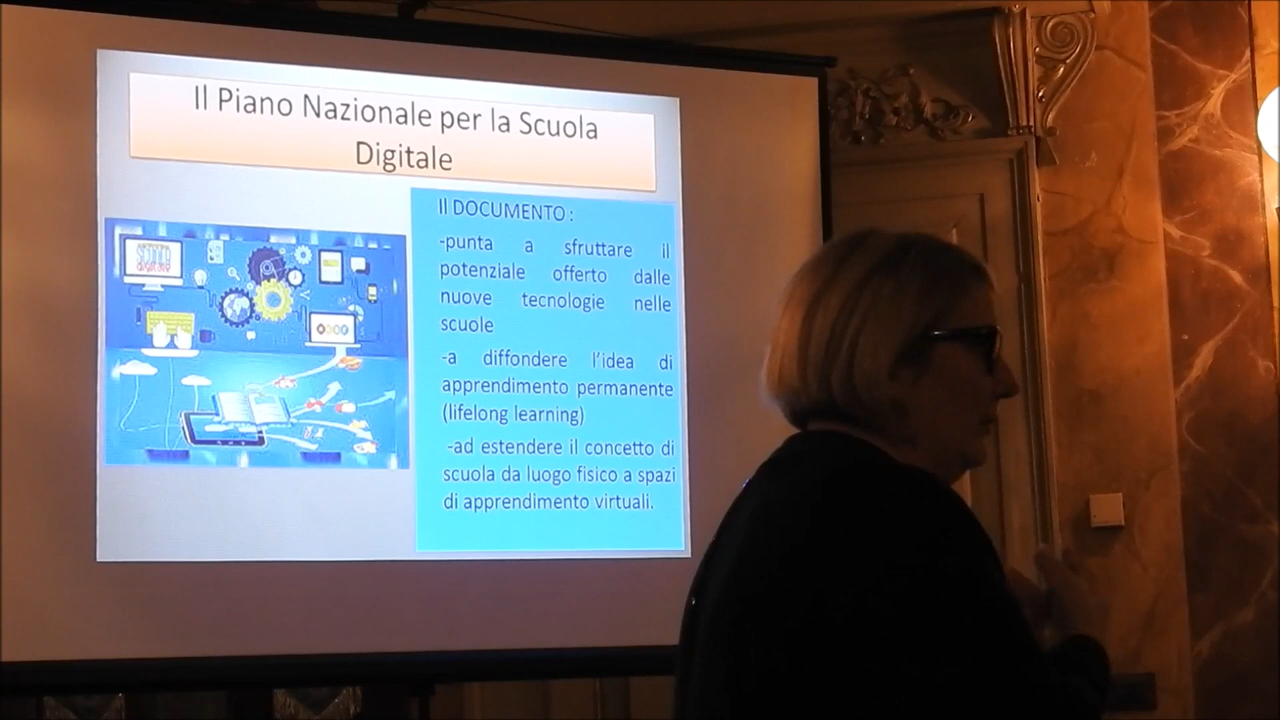 Il Piano Nazionale per la Scuola
Digitale
Il DOCUMENTO :
-punta a sfruttare il
potenziale offerto dalle
nuove tecnologie nelle
scuole
-a diffondere l'idea di
apprendimento permanente
(lifelong learning)
-ad estendere il concetto di
scuola da luogo fisico a spazi
di apprendimento virtuali.